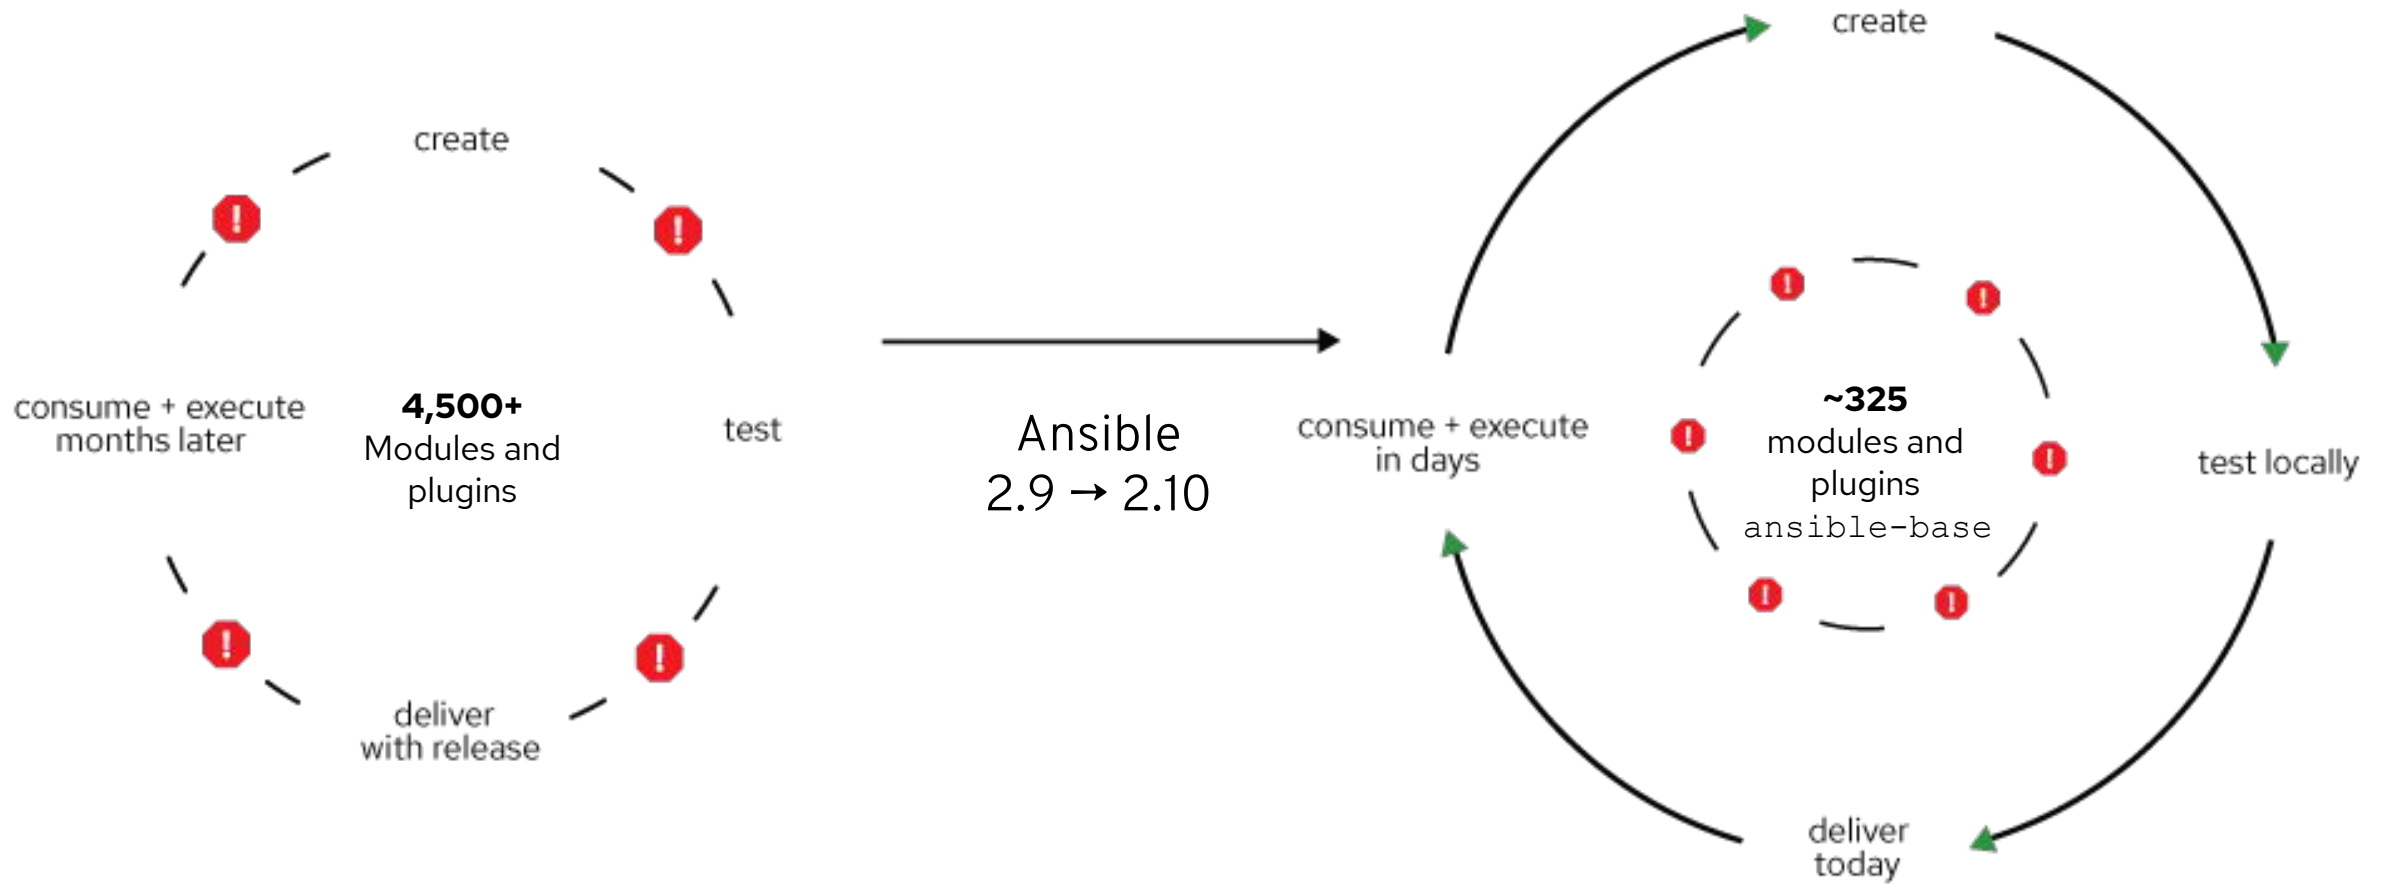 create
consume + execute
months later
4,500+
Modules and
plugins
test
deliver
with release
Ansible
2.9 → 2.10
create
consume + execute
in days
~325
modules and
plugins
ansible-base
test locally
deliver
today